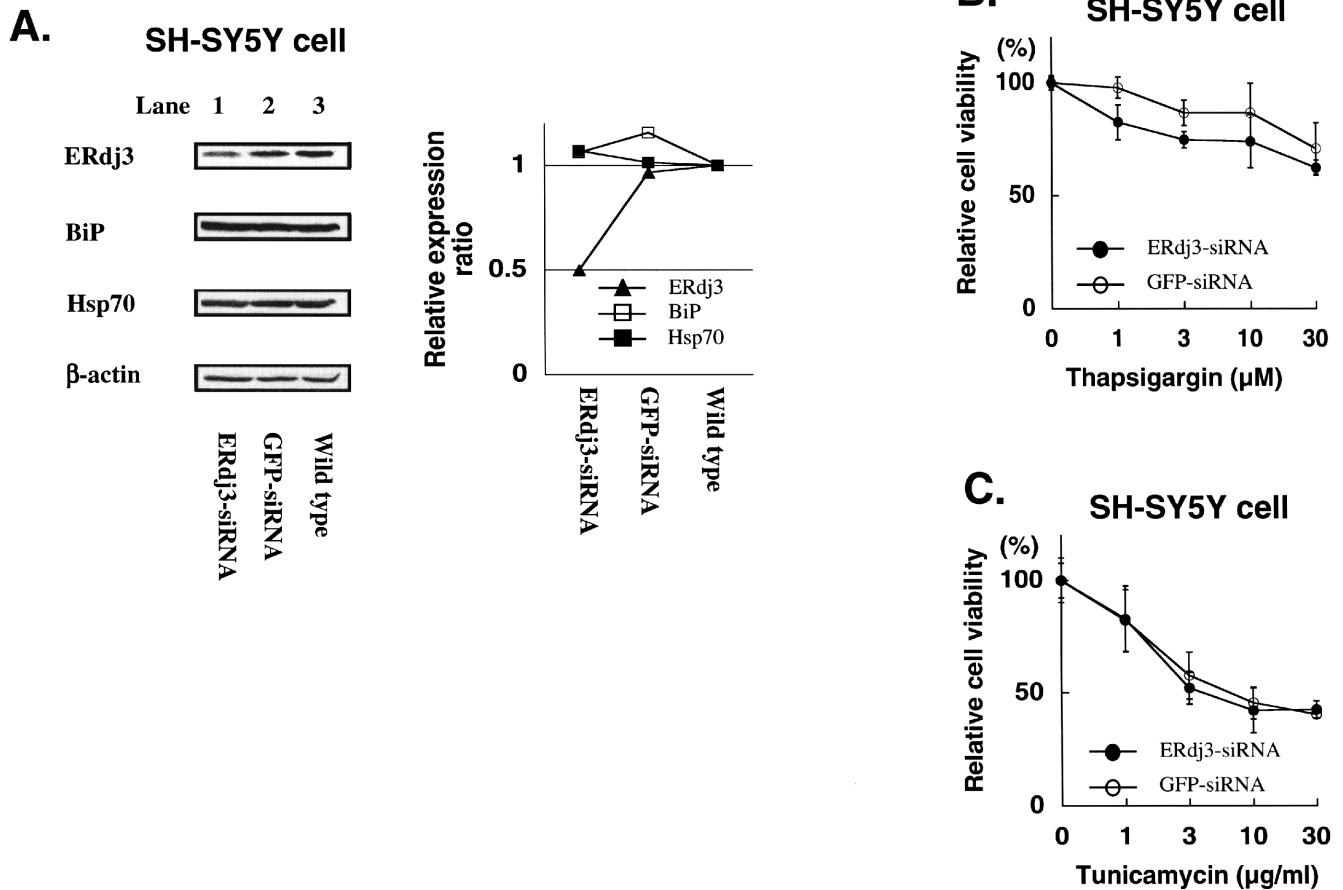 A.
SH-SY5Y cell
Lane 1 2 3
ERdj3
BiP
Hsp70
β-actin
ERdj3-siRNA
GFP-siRNA
Wild type
Relative expression
ratio
1
0.5
0
ERdj3
BiP
Hsp70
ERdj3-siRNA
GFP-siRNA
Wild type
B.
SH-SY5Y cell
(%)
Relative cell viability
100
50
0
ERdj3-siRNA
GFP-siRNA
0 1 3 10 30
Thapsigargin (µM)
C.
SH-SY5Y cell
(%)
Relative cell viability
100
50
0
ERdj3-siRNA
GFP-siRNA
0 1 3 10 30
Tunicamycin (µg/ml)